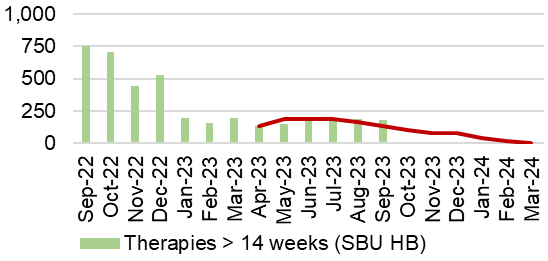 1,000
750
500
250
0
Sep-22
Oct-22
Nov-22
Dec-22
Jan-23
Feb-23
Mar-23
Apr-23
May-23
Jun-23
Jul-23
Aug-23
Sep-23
Oct-23
Nov-23
Dec-23
Jan-24
Feb-24
Mar-24
Therapies > 14 weeks (SBU HB)